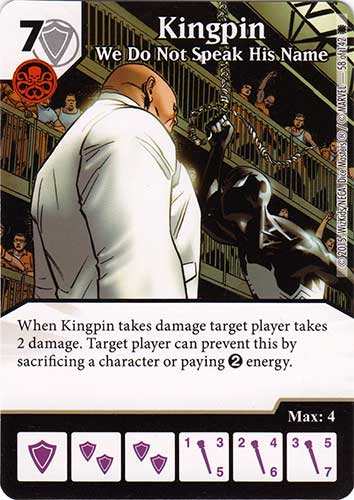 7
Kingpin
We Do Not Speak His Name
When Kingpin takes damage target player takes
2 damage. Target player can prevent this by
sacrificing a character or paying 2 energy.
Max: 4
1 3 5
2 4 6
3 5 7